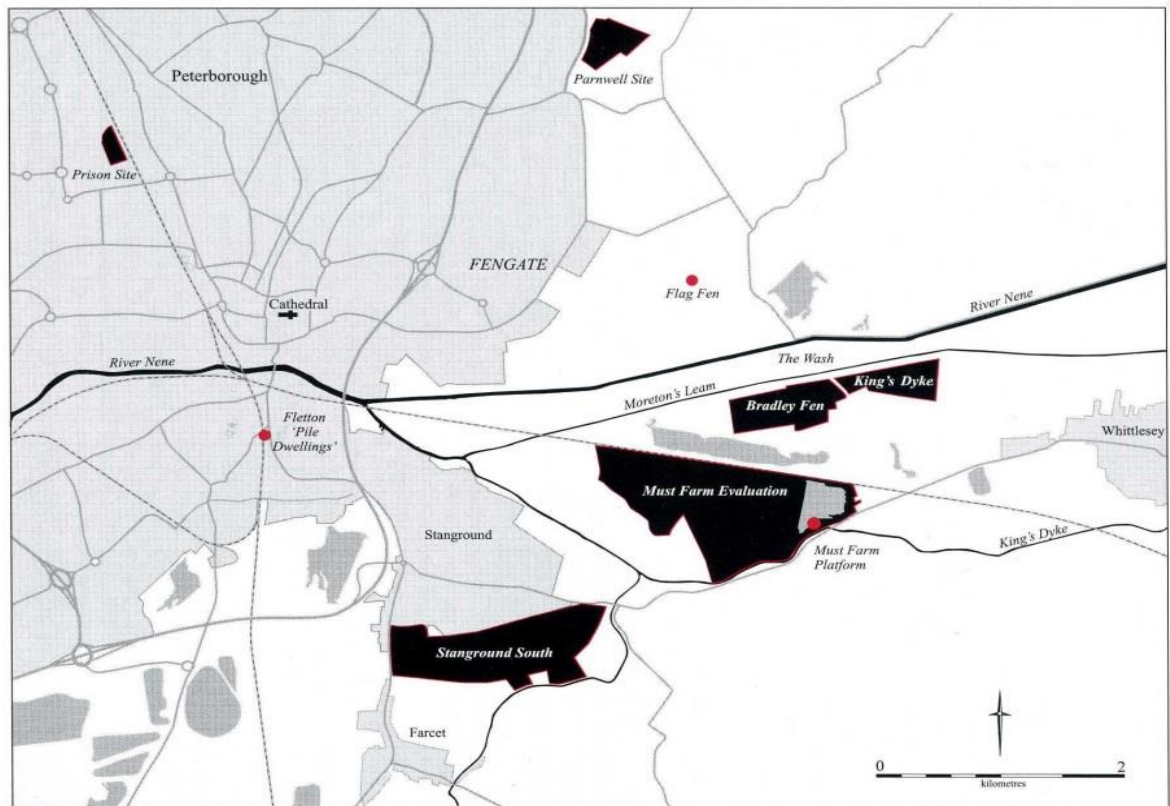 Peterborough
Parnwell Site
Prison Site
FENGATE
Cathedral
Flag Fen
River Nene
River Nene
The Wash
Moreton's Leam
King's Dyke
Bradley Fen
Fletton
'Pile
Dwellings'
Whittlesey
Must Farm Evaluation
Stanground
King's Dyke
Must Farm
Platform
Stanground South
Farcet
0
2
kilometres